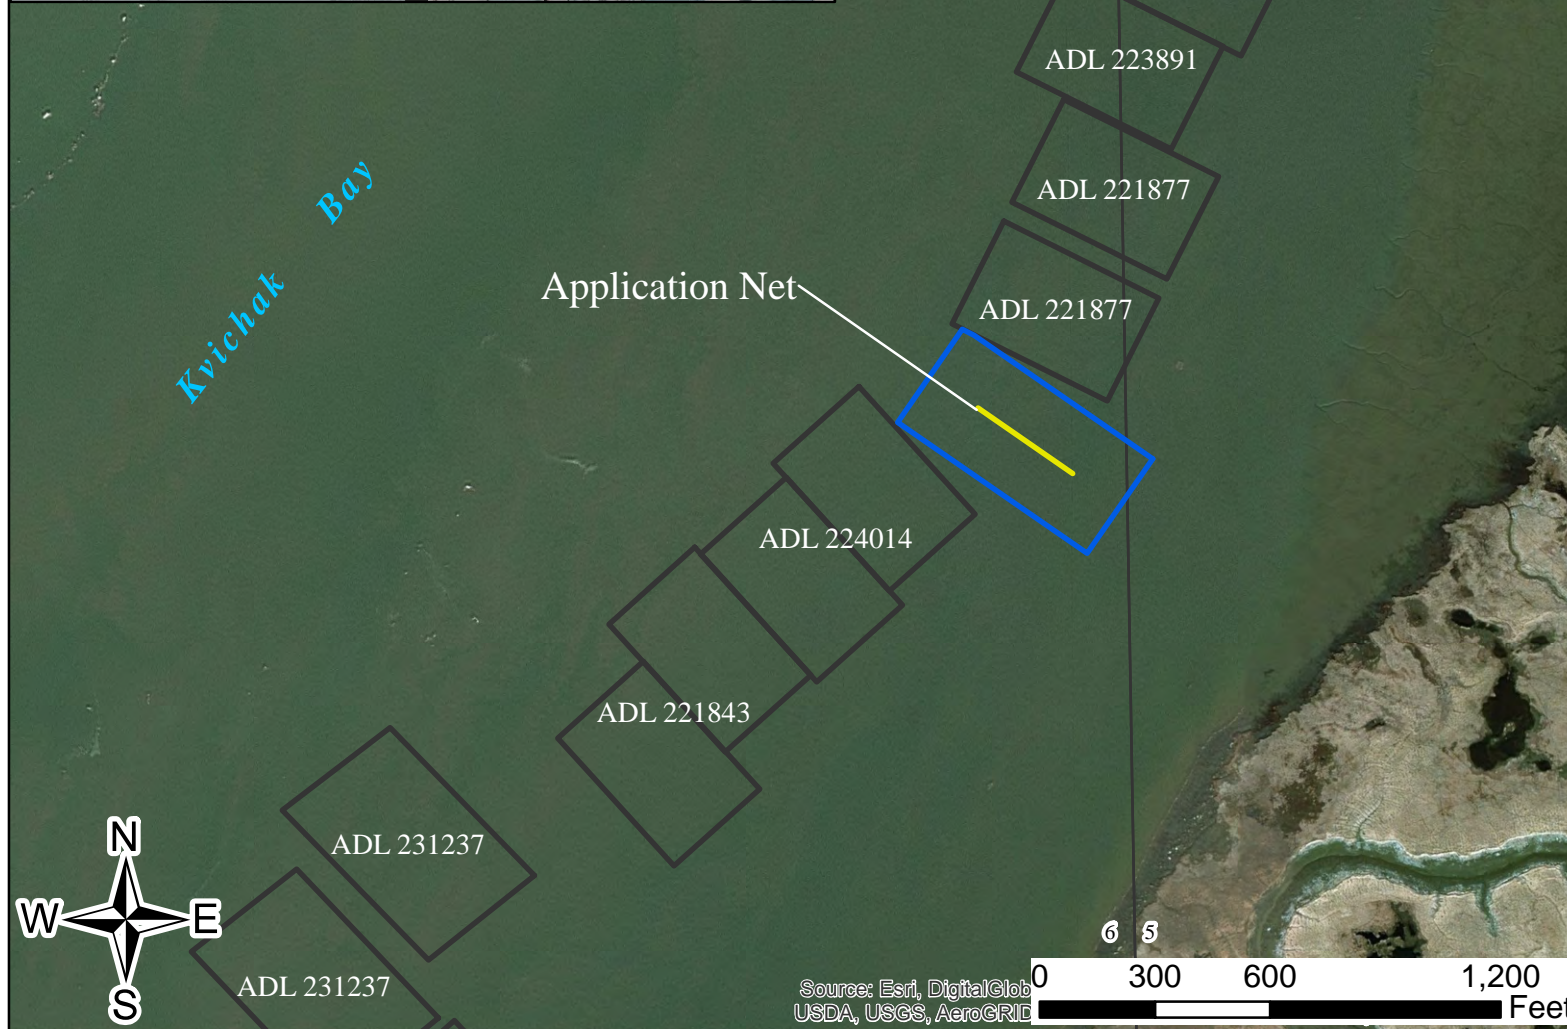 ADL 223891
Bay
ADL 221877
Kvichak
Application Net
ADL 221877
ADL 224014
ADL 221843
ADL 231237
N
W E
S
6 5
ADL 231237
Source: Esri, DigitalGlob
USDA, USGS, AeroGRID
0 300 600 1,200
Feet